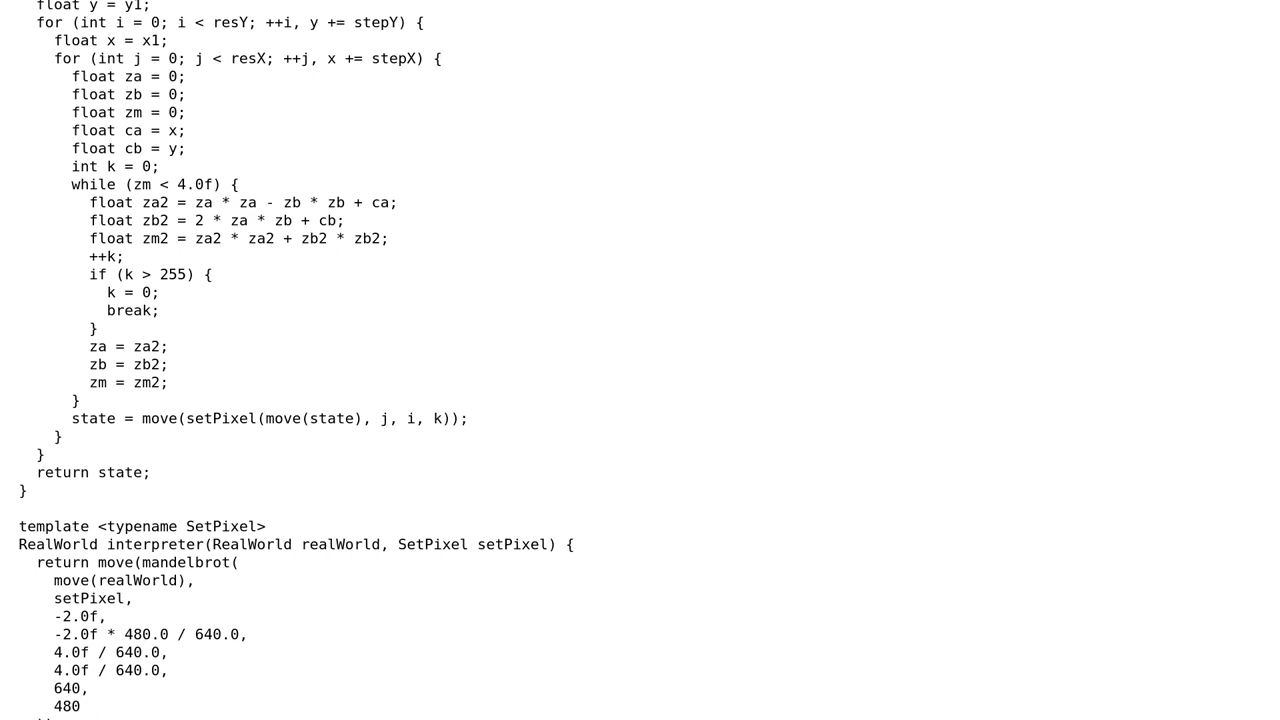 float y = y1;
for (int i = 0; i < resY; ++i, y += stepY) {
float x = x1;
for (int j = 0; j < resX; ++j, x += stepX) {
float za = 0;
float zb = 0;
float zm = 0;
float ca = x;
float cb = y;
int k = 0;
while (zm < 4.0f) {
float za2 = za * za - zb * zb + ca;
float zb2 = 2 * za * zb + cb;
float zm2 = za2 * za2 + zb2 * zb2;
++k;
if (k > 255) {
k = 0;
break;
}
za = za2;
zb = zb2;
zm = zm2;
}
state = move(setPixel(move(state), j, i, k));
}
}
return state;
}
template <typename SetPixel>
RealWorld interpreter(RealWorld realWorld, SetPixel setPixel) {
return move(mandelbrot(
move(realWorld),
setPixel,
-2.0f,
-2.0f * 480.0 / 640.0,
4.0f / 640.0,
4.0f / 640.0,
640,
480